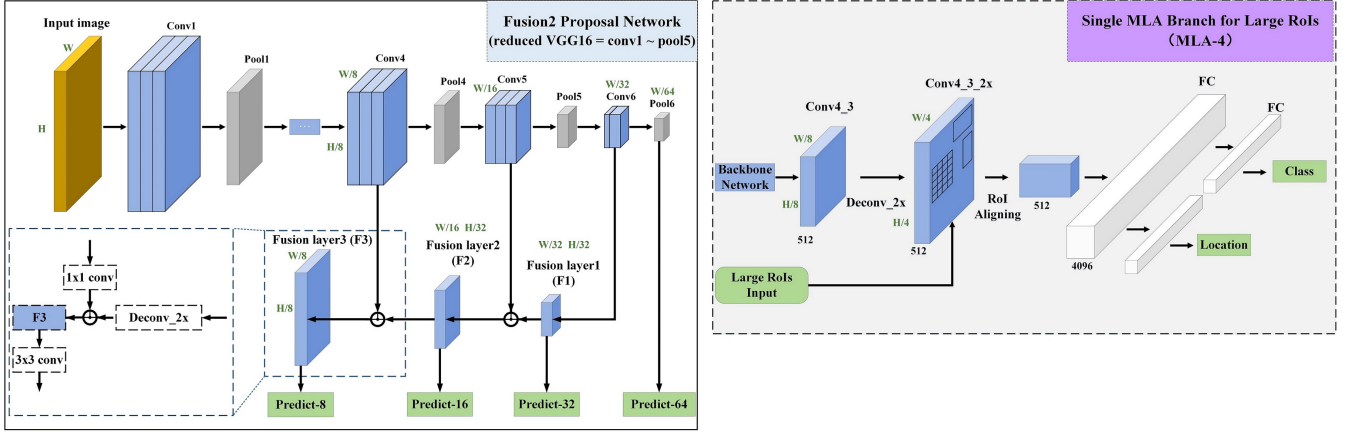 Fusion2 Proposal Network
(reduced VGG16 = conv1 ~ pool5)
Input image
W
H
Conv1
Pool1
...
W/8
H/8
Conv4
Pool4
W/16
Conv5
Pool5
W/32
Conv6
W/64
Pool6
1x1 conv
F3
Deconv_2x
3x3 conv
Fusion layer3 (F3)
W/8
H/8
W/16 H/32
Fusion layer2
(F2)
W/32 H/32
Fusion layer1
(F1)
Predict-8
Predict-16
Predict-32
Predict-64
Single MLA Branch for Large RoIs
（MLA-4）
Backbone
Network
Conv4_3
W/8
H/8
512
Deconv_2x
Conv4_3_2x
W/4
H/4
512
Large RoIs
Input
RoI
Aligning
512
FC
4096
FC
Class
Location